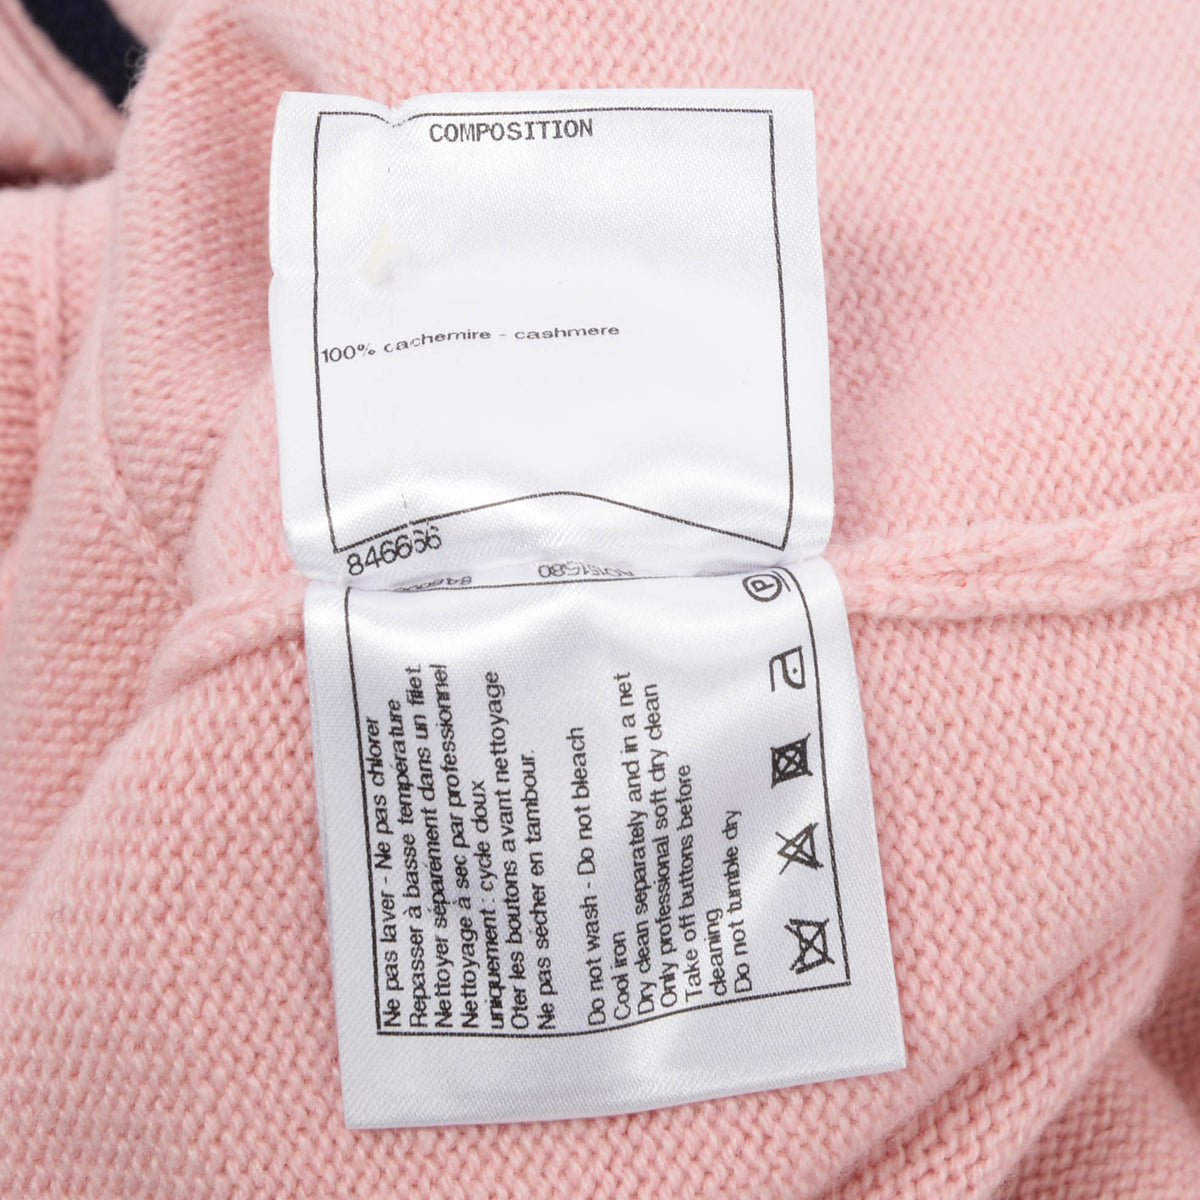 COMPOSITION
100% cachemire - cashmere
846666
Ne pas laver - Ne pas chlorer
Repasser à basse température
Nettoyer séparément dans un filet
Nettoyage à sec par professionnel
uniquement : cycle doux
Oter les boutons avant nettoyage
Ne pas sécher en tambour.
Do not wash - Do not bleach
Cool iron
Dry clean separately and in a net
Only professional soft dry clean
Take off buttons before
cleaning
Do not tumble dry
P